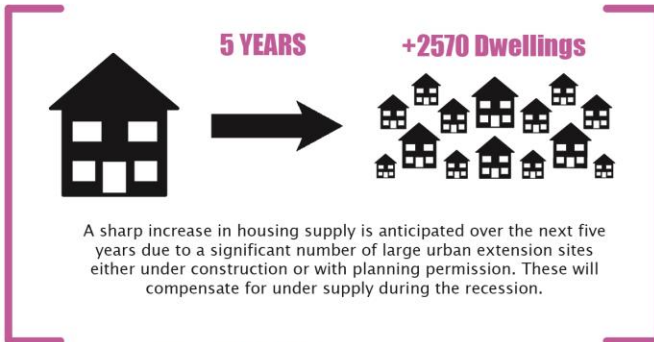 5 YEARS
+2570 Dwellings
A sharp increase in housing supply is anticipated over the next five
years due to a significant number of large urban extension sites
either under construction or with planning permission. These will
compensate for under supply during the recession.